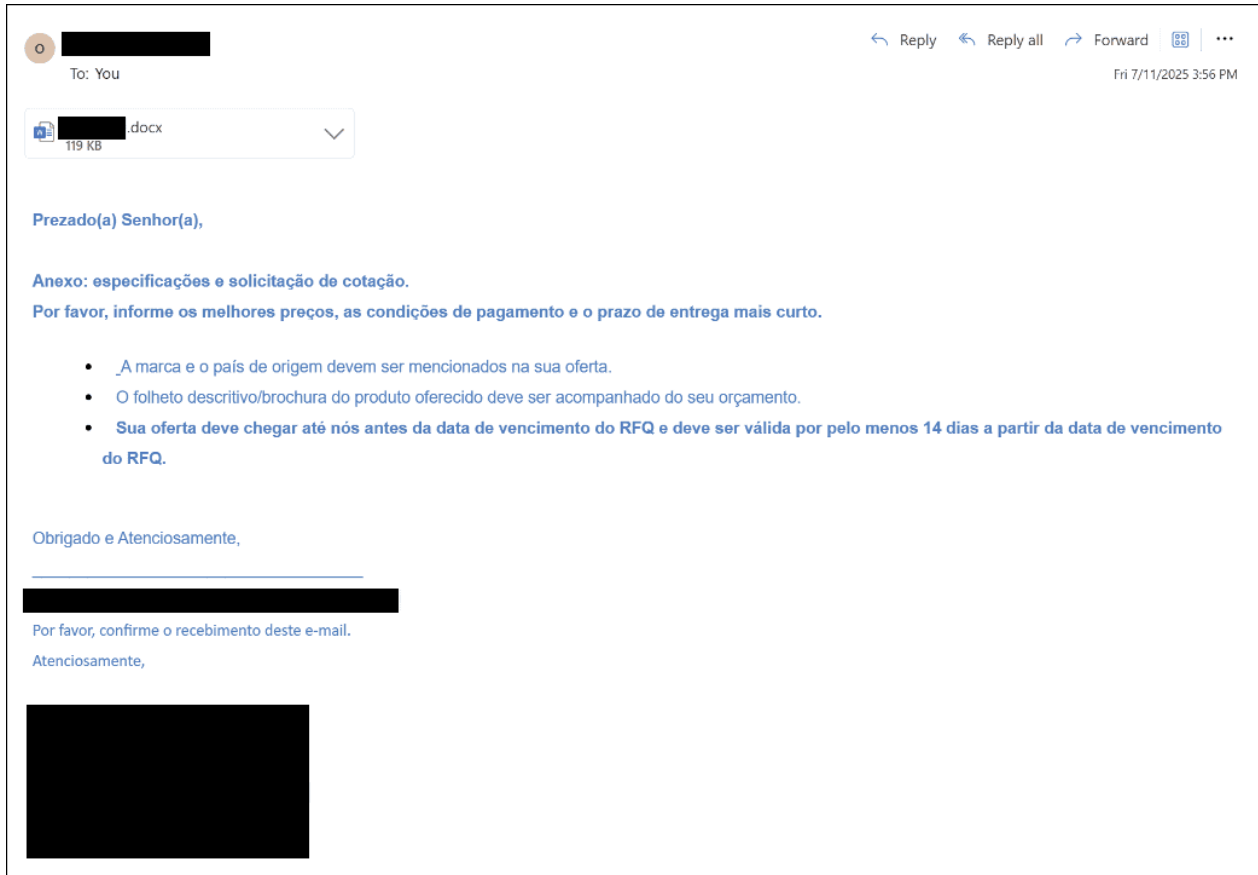 O
Reply Reply all Forward
To: You
Fri 7/11/2025 3:56 PM
.docx
119 KB
Prezado(a) Senhor(a),
Anexo: especificações e solicitação de cotação.
Por favor, informe os melhores preços, as condições de pagamento e o prazo de entrega mais curto.
A marca e o país de origem devem ser mencionados na sua oferta.
O folheto descritivo/brochura do produto oferecido deve ser acompanhado do seu orçamento.
Sua oferta deve chegar até nós antes da data de vencimento do RFQ e deve ser válida por pelo menos 14 dias a partir da data de vencimento
do RFQ.
Obrigado e Atenciosamente,
Por favor, confirme o recebimento deste e-mail.
Atenciosamente,